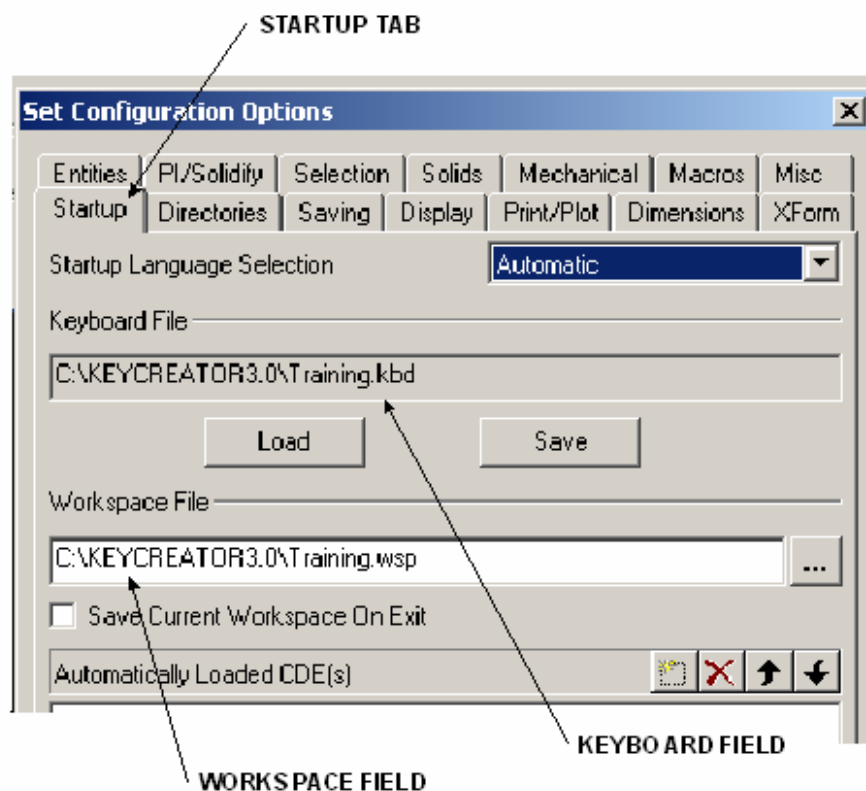 STARTUP TAB
Set Configuration Options
Entities PI/Solidify Selection Solids Mechanical Macros Misc
Startup Directories Saving Display Print/Plot Dimensions XForm
Startup Language Selection Automatic
Keyboard File
C:\KEYCREATOR3.0\Training.kbd
Load Save
Workspace File
C:\KEYCREATOR3.0\Training.wsp ...
Save Current Workspace On Exit
Automatically Loaded CDE(s)
KEYBOARD FIELD
WORKSPACE FIELD